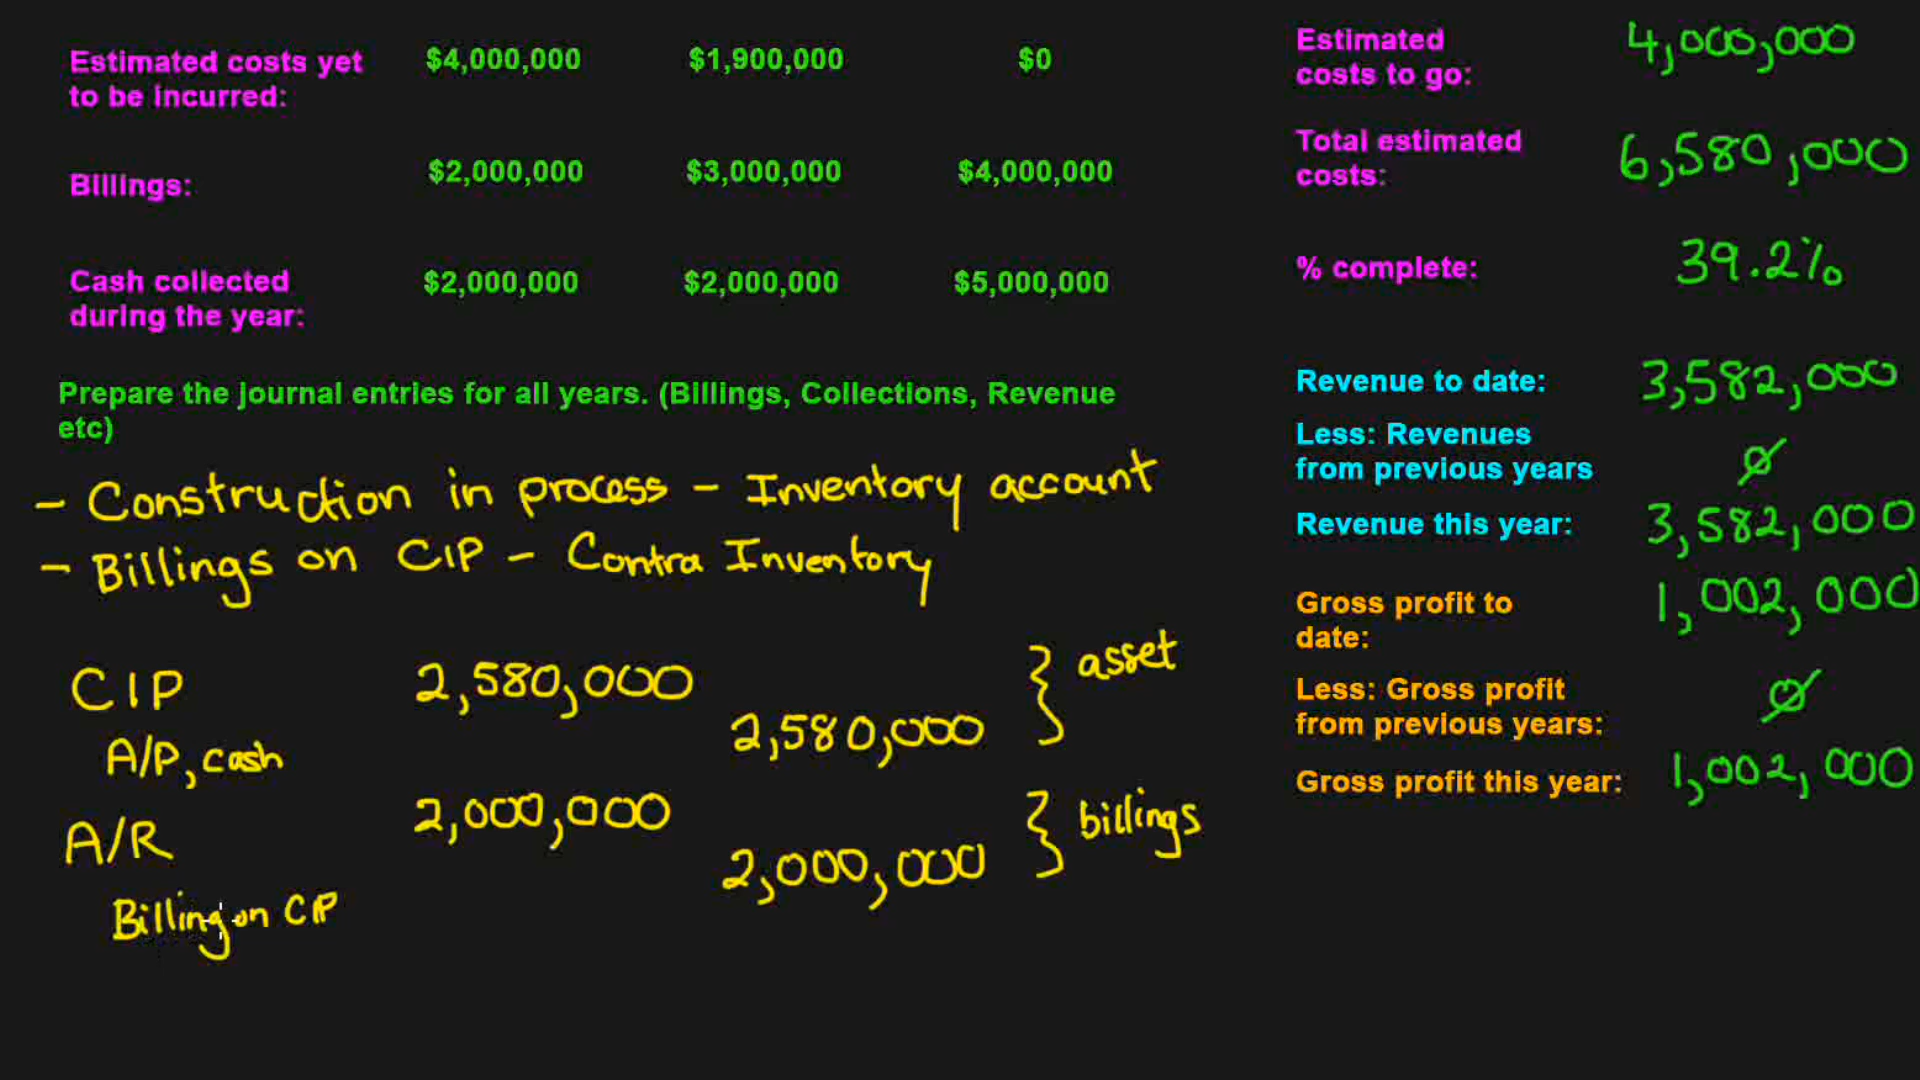 Estimated costs yet $4,000,000 $1,900,000 $0
to be incurred:
Billings: $2,000,000 $3,000,000 $4,000,000
Cash collected $2,000,000 $2,000,000 $5,000,000
during the year:
Prepare the journal entries for all years. (Billings, Collections, Revenue
etc)
- Construction in process - Inventory account
- Billings on CIP - Contra Inventory
CIP 2,580,000
A/P, cash 2,580,000 } asset
A/R 2,000,000
Billing on CIP 2,000,000 } billings
Estimated
costs to go: 4,000,000
Total estimated
costs: 6,580,000
% complete: 39.2%
Revenue to date: 3,582,000
Less: Revenues
from previous years Ø
Revenue this year: 3,582,000
Gross profit to
date: 1,002,000
Less: Gross profit
from previous years: Ø
Gross profit this year: 1,002,000